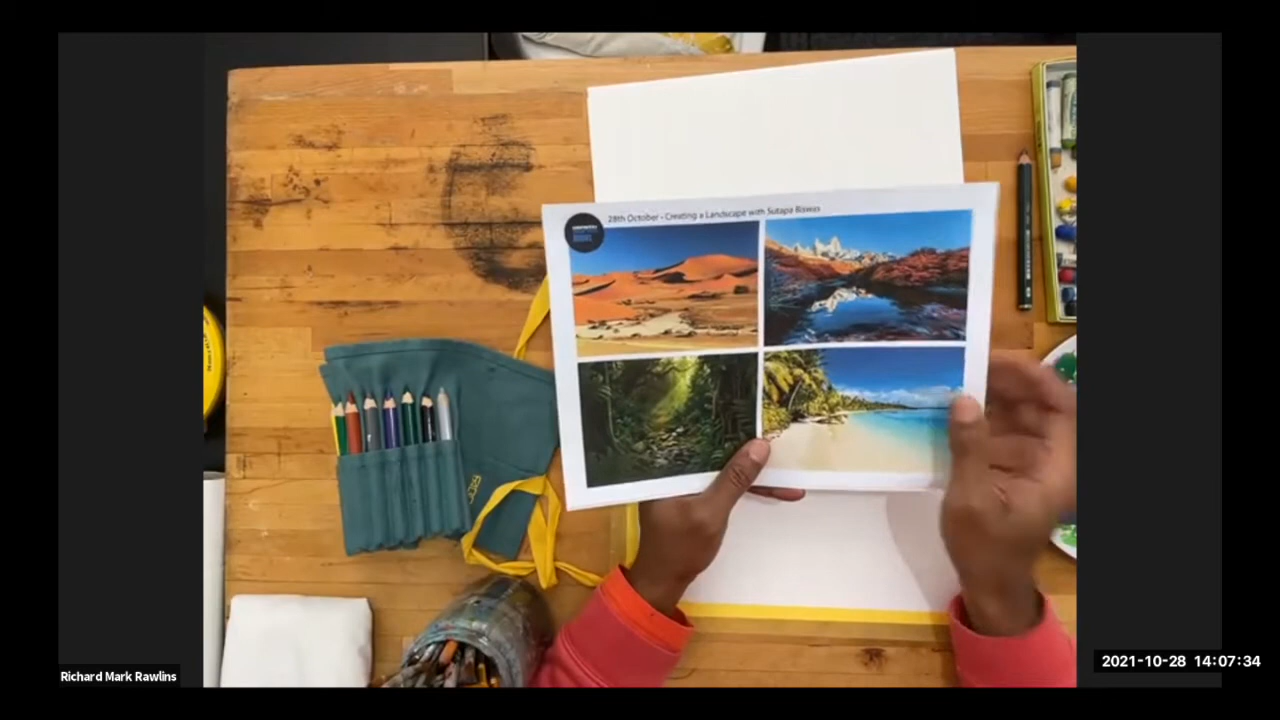 28th October - Creating a Landscape with Sutapa Biswas
Richard Mark Rawlins
2021-10-28 14:07:34